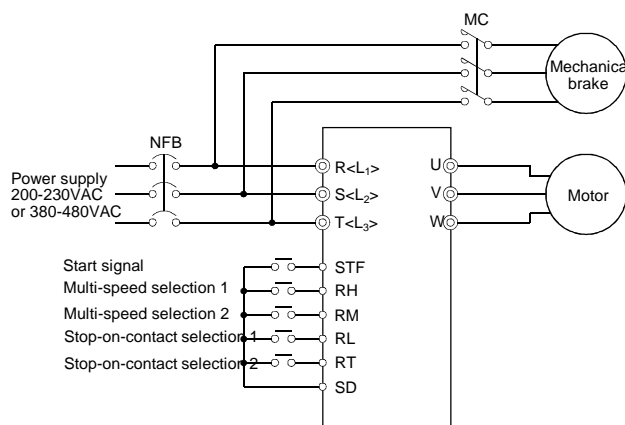 MC
Mechanica
brake
NFB
Power supply
200-230VAC
or 380-480VAC
R<L1>
S<L2>
T<L3>
U
V
W
Motor
Start signal
STF
Multi-speed selection 1
RH
Multi-speed selection 2
RM
Stop-on-contact selection 1
RL
Stop-on-contact selection 2
RT
SD